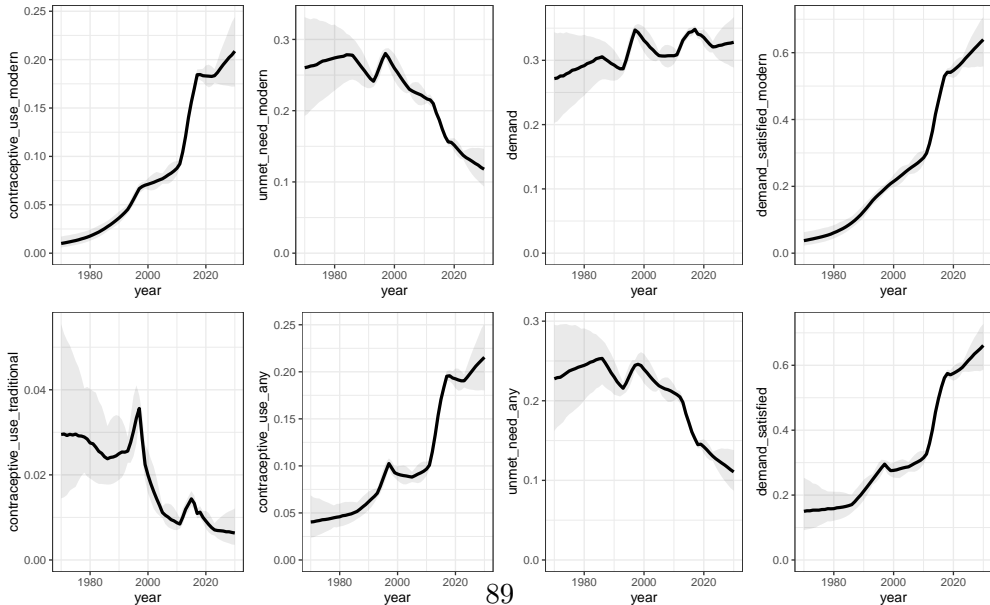 contraceptive_use_modern
0.25
0.20
0.15
0.10
0.05
0.00
1980 2000 2020
year
unmet_need_modern
0.3
0.2
0.1
0.0
1980 2000 2020
year
demand
0.3
0.2
0.1
0.0
1980 2000 2020
year
demand_satisfied_modern
0.6
0.4
0.2
0.0
1980 2000 2020
year
contraceptive_use_traditional
0.04
0.02
0.00
1980 2000 2020
year
contraceptive_use_any
0.25
0.20
0.15
0.10
0.05
0.00
1980 2000 2020
year
unmet_need_any
0.3
0.2
0.1
0.0
1980 2000 2020
year
demand_satisfied
0.6
0.4
0.2
0.0
1980 2000 2020
year
89